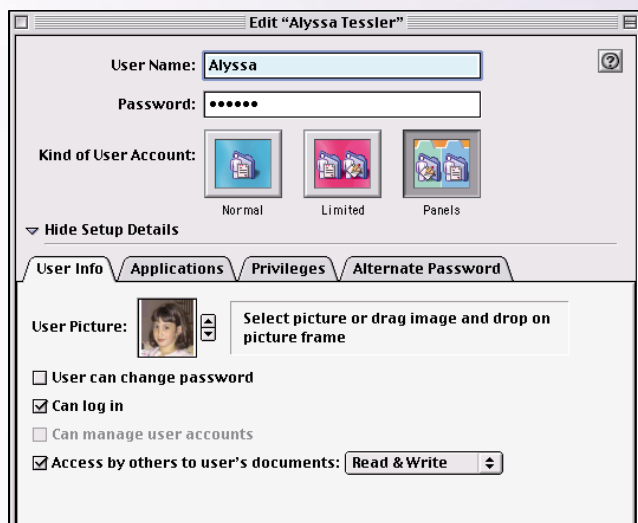 Edit “Alyssa Tessler”
User Name: Alyssa
Password: ••••••
Kind of User Account:
Normal Limited Panels
Hide Setup Details
User Info Applications Privileges Alternate Password
User Picture:
Select picture or drag image and drop on
picture frame
User can change password
Can log in
Can manage user accounts
Access by others to user's documents: Read & Write